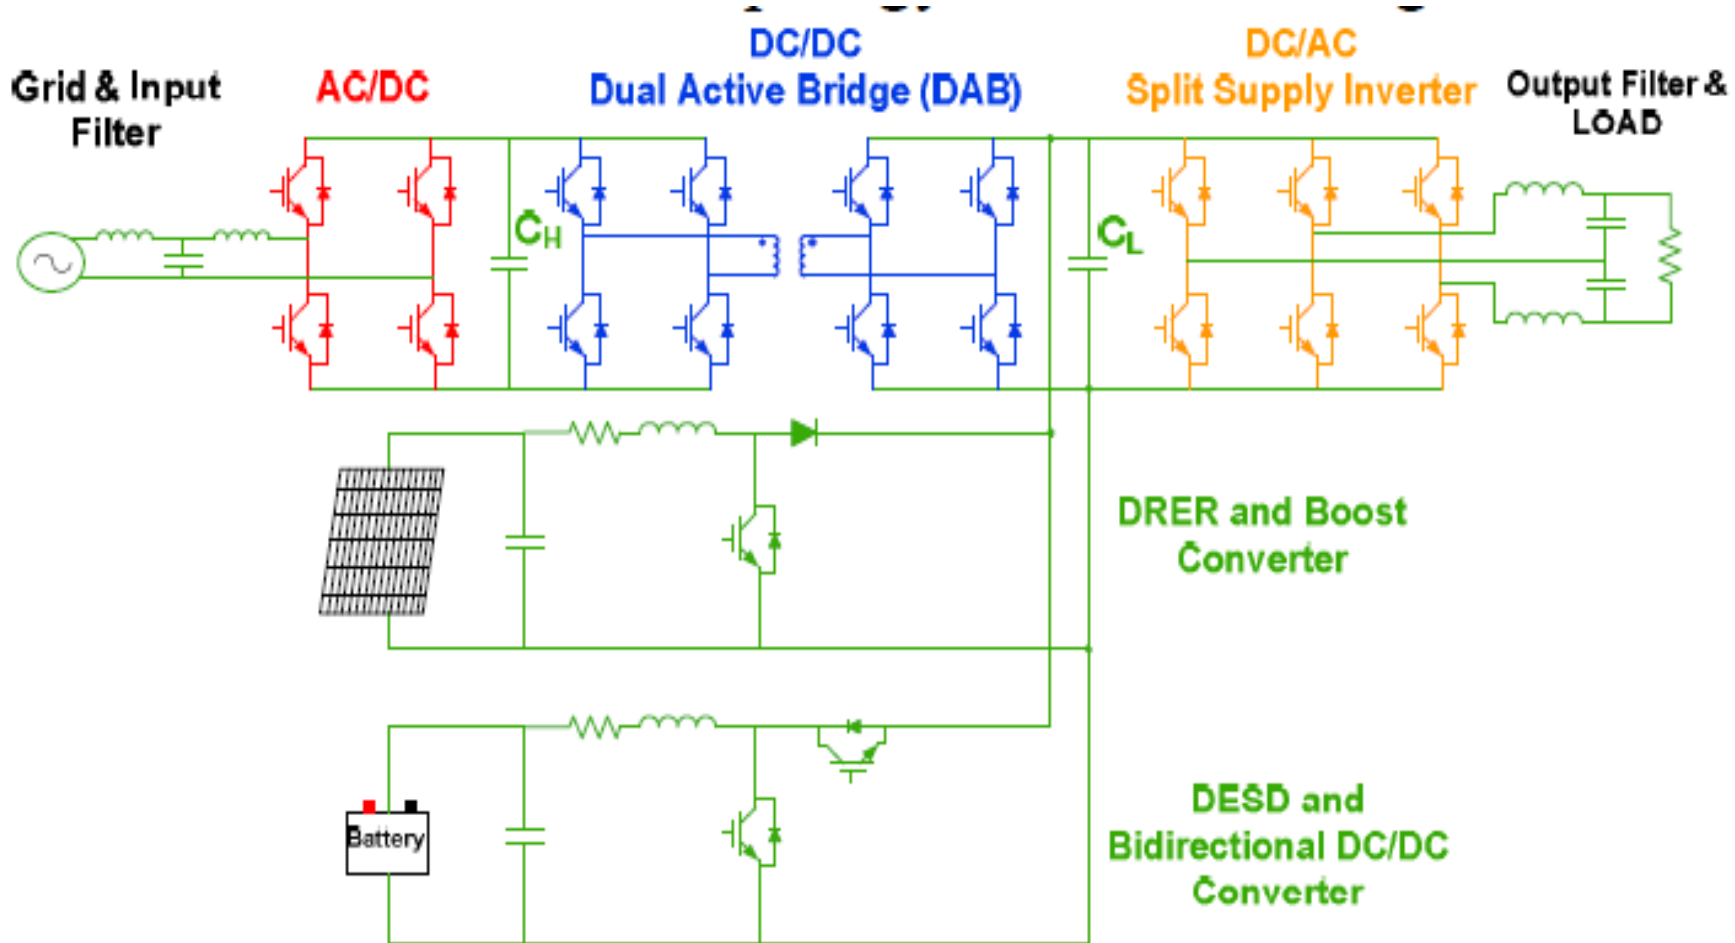 Grid & Input
Filter
AC/DC
DC/DC
Dual Active Bridge (DAB)
DC/AC
Split Supply Inverter
Output Filter &
LOAD
CH
CL
DRER and Boost
Converter
Battery
DESD and
Bidirectional DC/DC
Converter